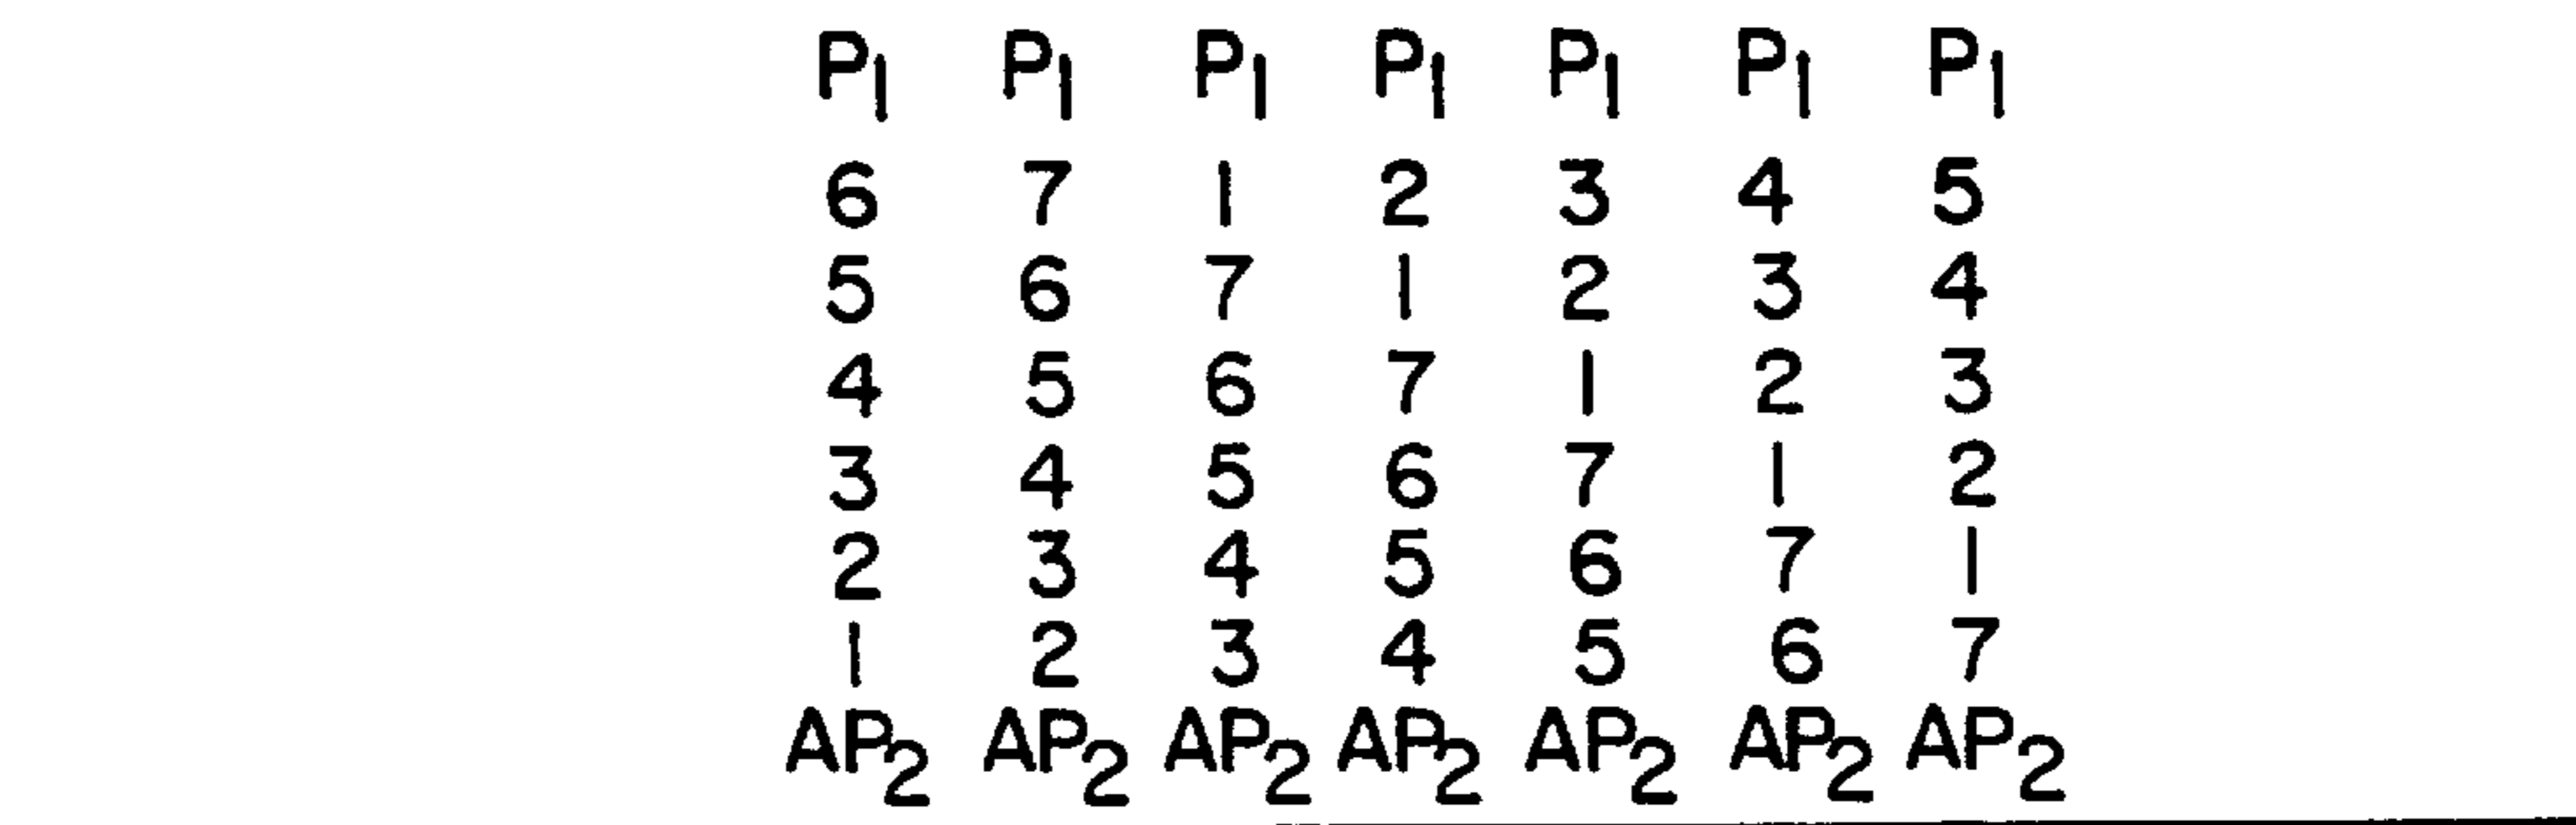 P1 P1 P1 P1 P1 P1 P1
6 7 1 2 3 4 5
5 6 7 1 2 3 4
4 5 6 7 1 2 3
3 4 5 6 7 1 2
2 3 4 5 6 7 1
1 2 3 4 5 6 7
AP2 AP2 AP2 AP2 AP2 AP2 AP2